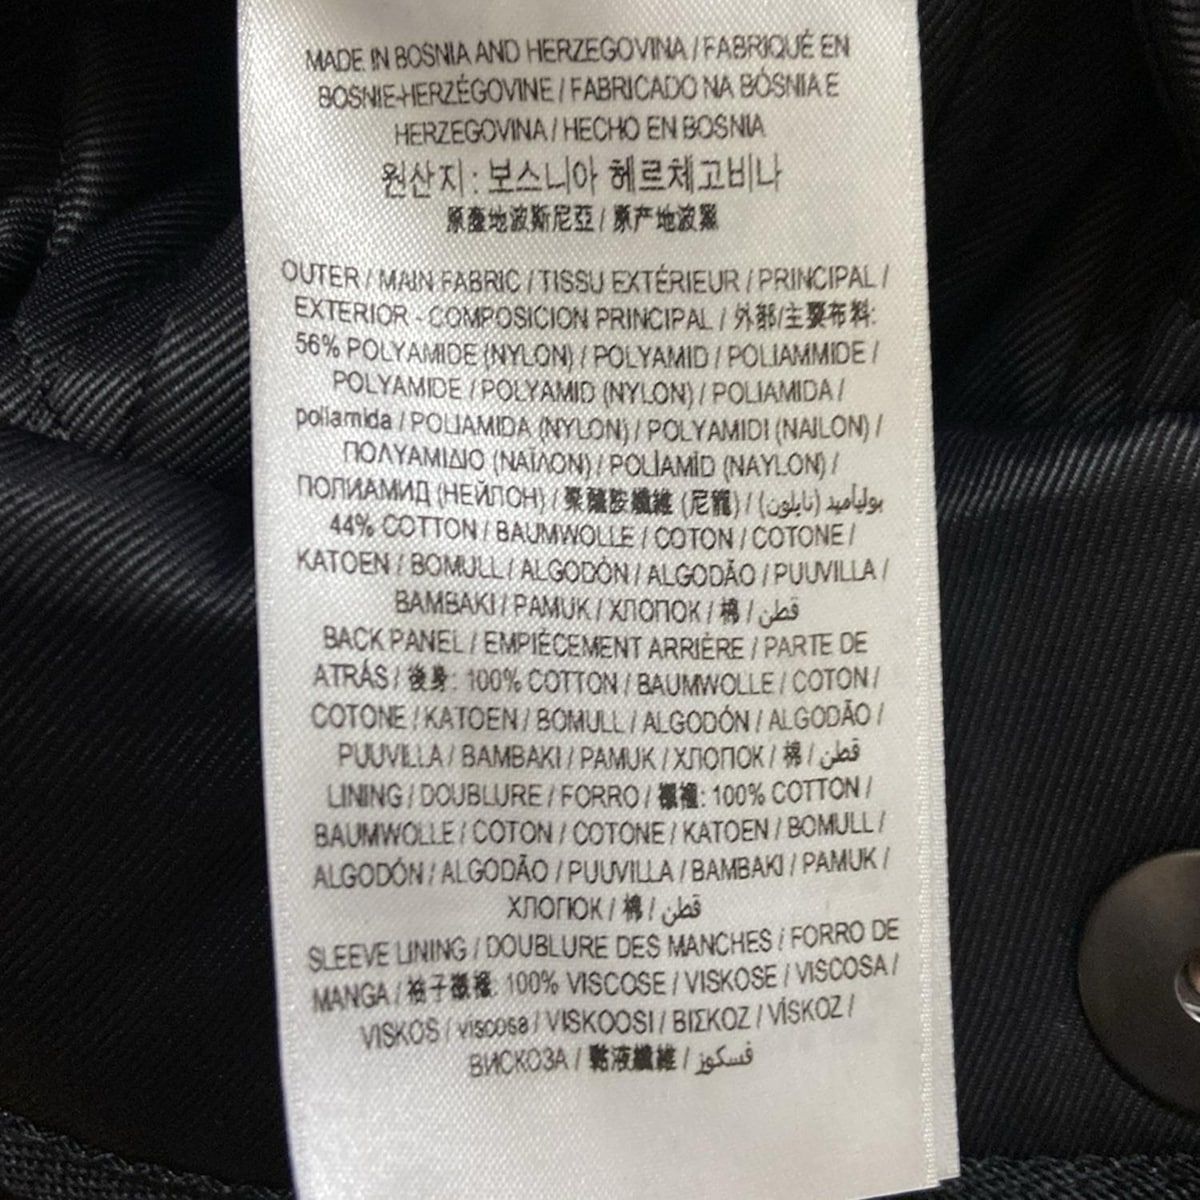 MADE IN BOSNIA AND HERZEGOVINA / FABRIQUÉ EN
BOSNIE-HERZÉGOVINE / FABRICADO NA BÓSNIA E
HERZEGOVINA / HECHO EN BOSNIA
원산지 : 보스니아 헤르체고비나
原產地波斯尼亞 / 原产地波黑
OUTER / MAIN FABRIC / TISSU EXTÉRIEUR / PRINCIPAL /
EXTERIOR - COMPOSICION PRINCIPAL / 外部/主要布料:
56% POLYAMIDE (NYLON) / POLYAMID / POLIAMMIDE /
POLYAMIDE / POLYAMID (NYLON) / POLIAMIDA /
poliamida / POLIAMIDA (NYLON) / POLYAMIDI (NAILON) /
ΠΟΛΥΑΜΙΔΙΟ (ΝΑΪΛΟΝ) / POLİAMİD (NAYLON) /
ПОЛИАМИД (НЕЙЛОН) / 聚醯胺纖維 (尼龍) / بوليأميد (نايلون) /
44% COTTON / BAUMWOLLE / COTON / COTONE /
KATOEN / BOMULL / ALGODÓN / ALGODÃO / PUUVILLA /
BAMBAKI / PAMUK / ХЛОПОК / 棉 / قطن
BACK PANEL / EMPIÈCEMENT ARRIÈRE / PARTE DE
ATRÁS / 後身: 100% COTTON / BAUMWOLLE / COTON /
COTONE / KATOEN / BOMULL / ALGODÓN / ALGODÃO /
PUUVILLA / BAMBAKI / PAMUK / ХЛОПОК / 棉 / قطن
LINING / DOUBLURE / FORRO / 襯裡: 100% COTTON /
BAUMWOLLE / COTON / COTONE / KATOEN / BOMULL /
ALGODÓN / ALGODÃO / PUUVILLA / BAMBAKI / PAMUK /
ХЛОПОК / 棉 / قطن
SLEEVE LINING / DOUBLURE DES MANCHES / FORRO DE
MANGA / 袖子襯裡: 100% VISCOSE / VISKOSE / VISCOSA /
VISKOS / viscosa / VISKOOSI / ΒΙΣΚΟΖ / VİSKOZ /
ВИСКОЗА / 黏液纖維 / فسكوز